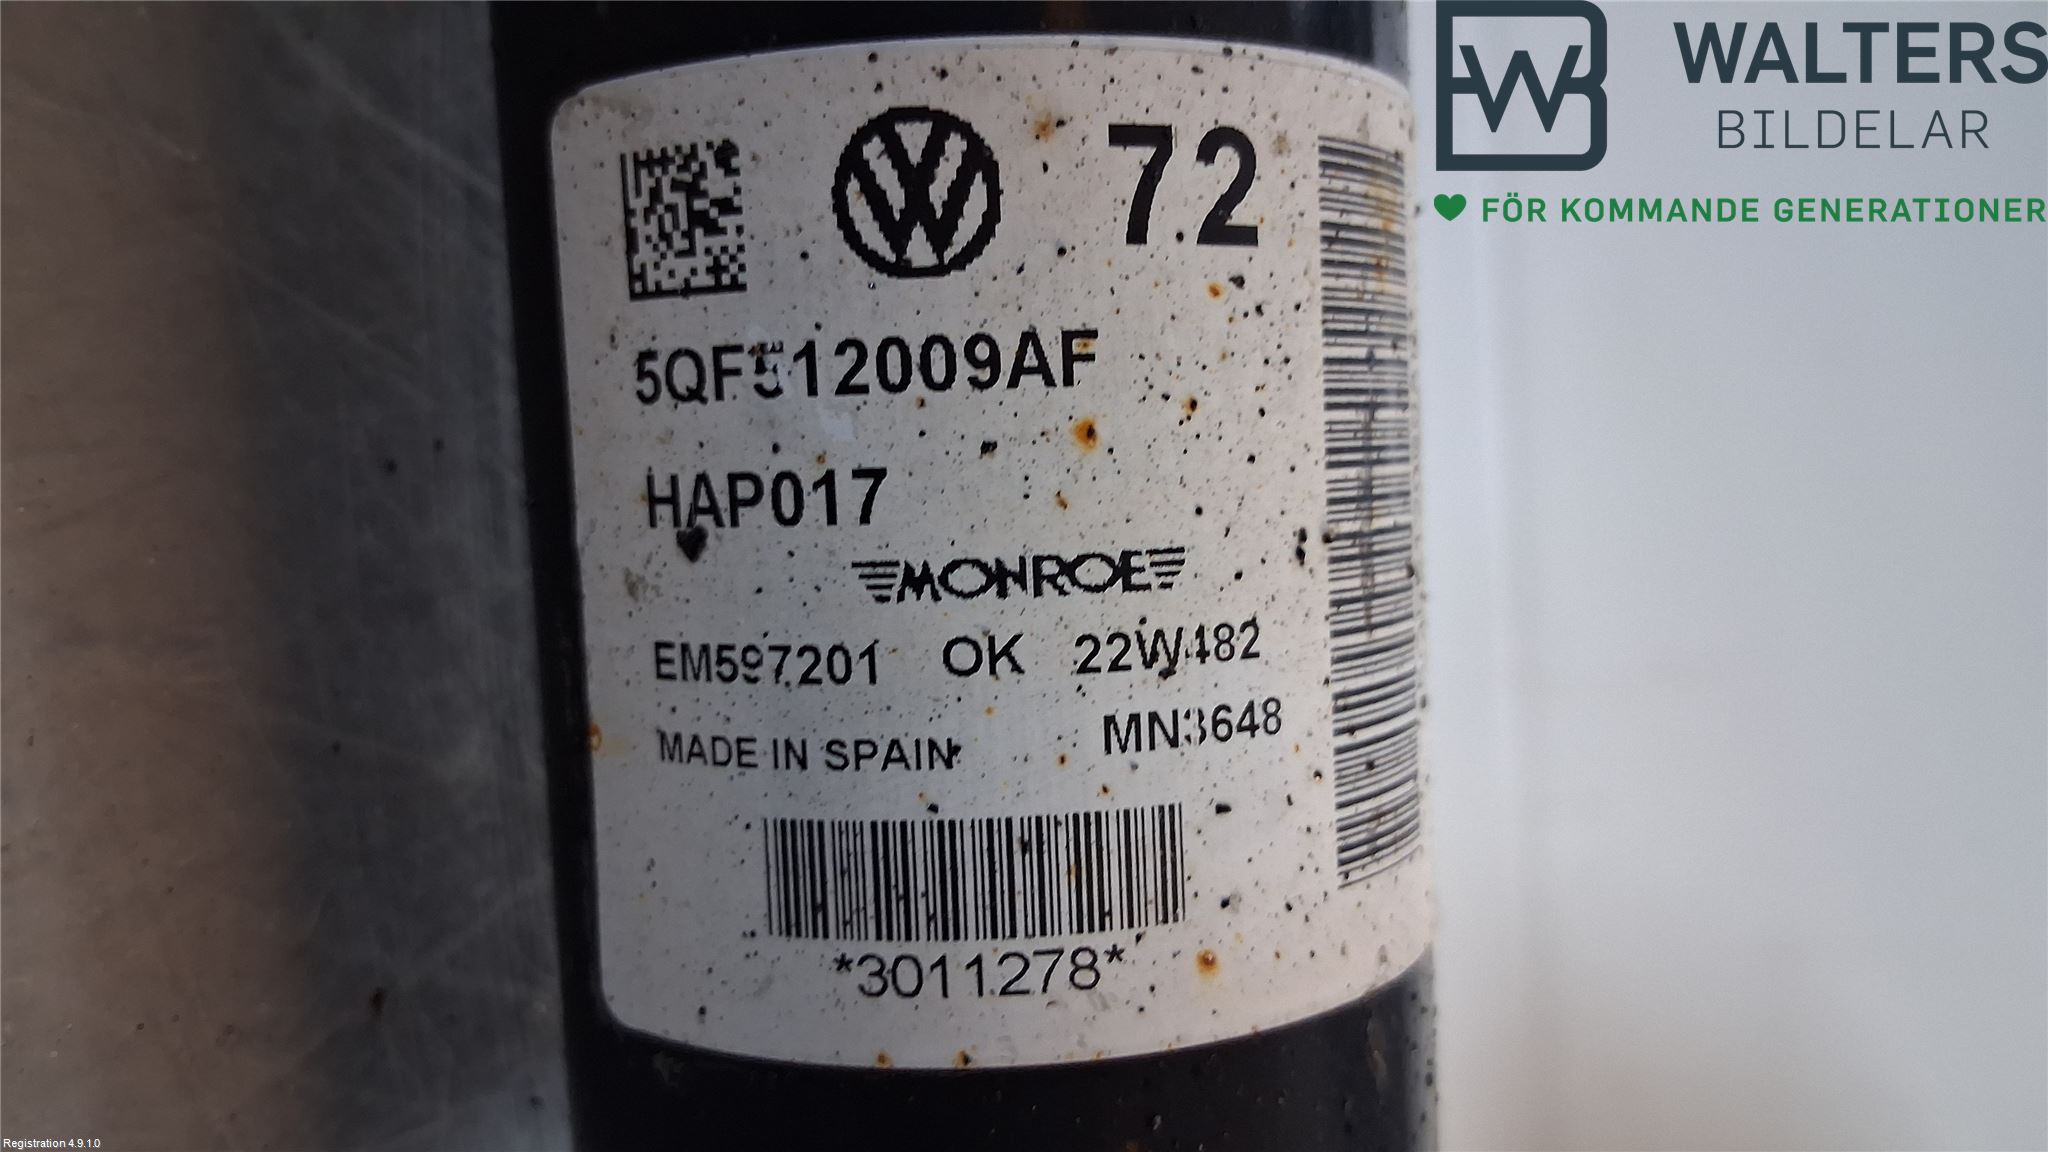 WALTERS
BILDELAR
FÖR KOMMANDE GENERATIONER
72
5QF512009AF
HAP017
MONROE
EM597201 OK 22W482
MADE IN SPAIN
MN3648
*3011278*
Registration 4.9.1.0